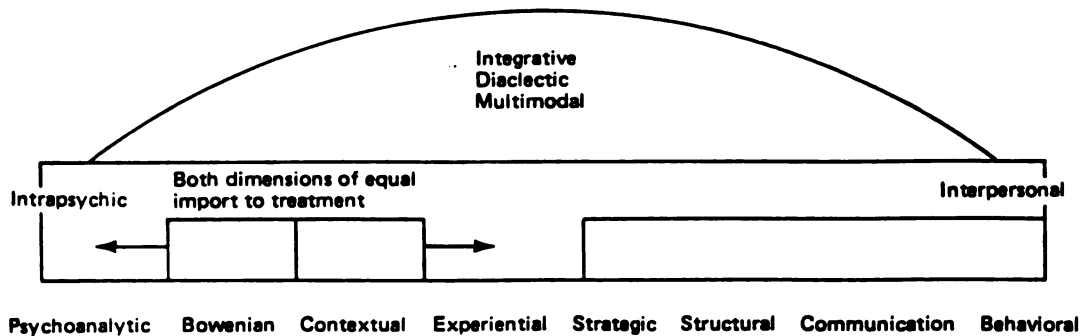 Integrative
Diaclectic
Multimodal
Both dimensions of equal
import to treatment
Intrapsychic
Interpersonal
Psychoanalytic Bowenian Contextual Experiential Strategic Structural Communication Behavioral